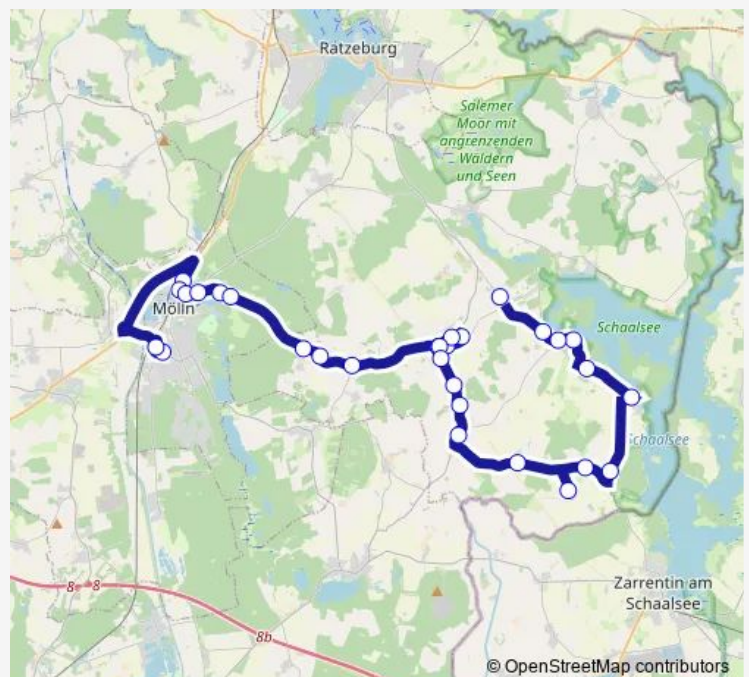 Ratzeburg
Salemer
Moor mit
angrenzenden
Wäldern
und Seen
Mölln
Schaalsee
Schaalsee
Zarrentin am
Schaalsee
8
8
8b
© OpenStreetMap contributors